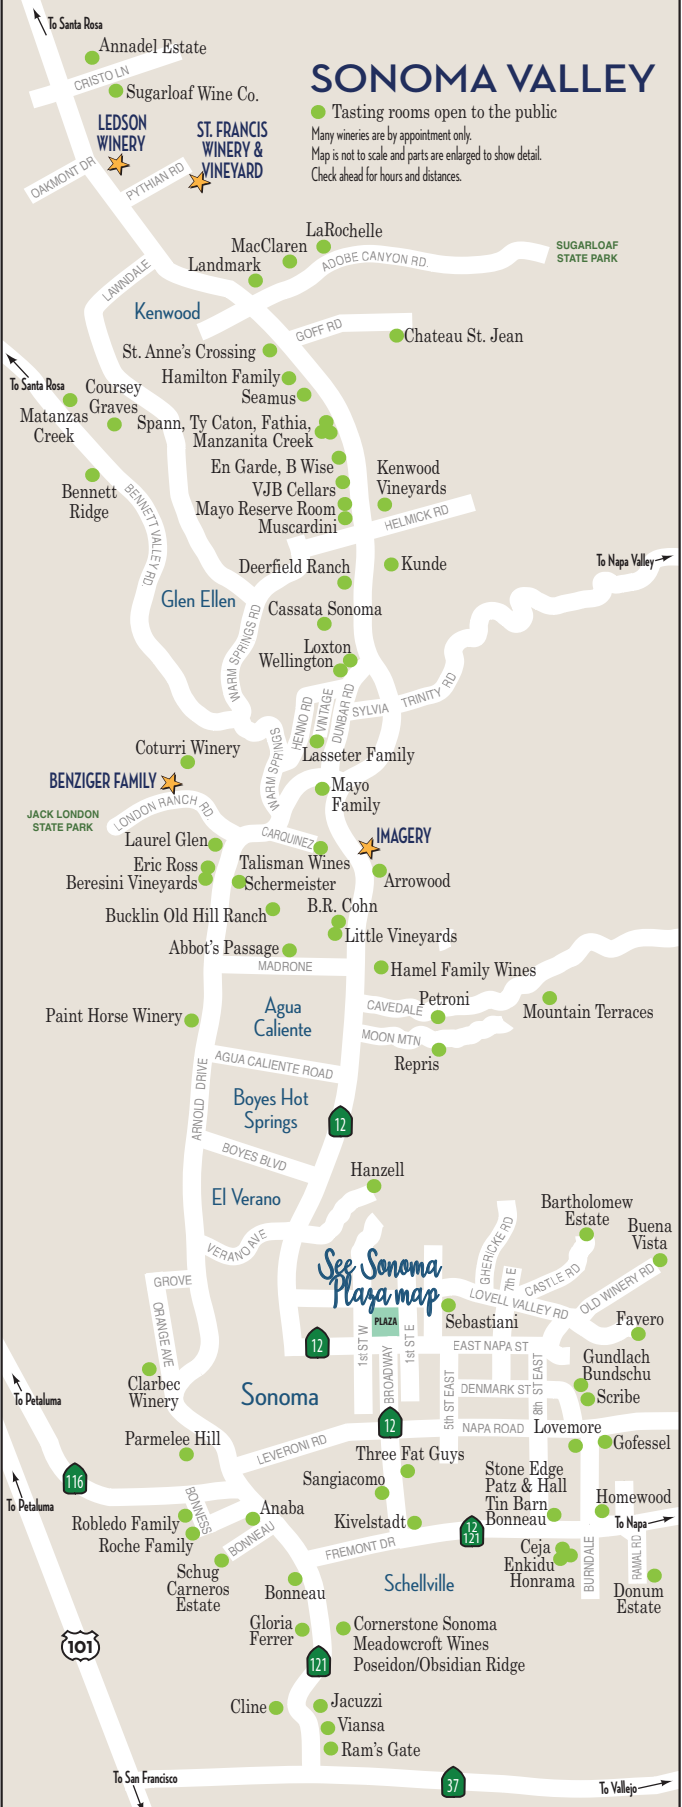 To Santa Rosa
Annadel Estate
CRISTO LN
Sugarloaf Wine Co.
SONOMA VALLEY
Tasting rooms open to the public
Many wineries are by appointment only.
Map is not to scale and parts are enlarged to show detail.
Check ahead for hours and distances.
LEDSON
WINERY
ST. FRANCIS
WINERY &
VINEYARD
OAKMONT DR
PYTHIAN RD
LaRochelle
MacClaren
Landmark
ADOBE CANYON RD.
SUGARLOAF
STATE PARK
LAWNDALE
Kenwood
GOFF RD
Chateau St. Jean
St. Anne's Crossing
To Santa Rosa
Hamilton Family
Seamus
Coursey
Graves
Matanzas
Creek
Spann, Ty Caton, Fathia,
Manzanita Creek
En Garde, B Wise
Kenwood
Vineyards
VJB Cellars
Bennett
Ridge
BENNETT VALLEY RD.
Mayo Reserve Room
Muscardini
HELMICK RD
Deerfield Ranch
Kunde
To Napa Valley
Glen Ellen
Cassata Sonoma
WARM SPRINGS RD
Loxton
Wellington
HENNO RD
VINTAGE
DUNBAR RD
SYLVIA
TRINITY RD
Coturri Winery
WARM SPRINGS
Lasseter Family
BENZIGER FAMILY
Mayo
Family
JACK LONDON
STATE PARK
LONDON RANCH RD.
CARQUINEZ
IMAGERY
Laurel Glen
Talisman Wines
Eric Ross
Beresini Vineyards
Schermeister
Arrowood
Bucklin Old Hill Ranch
B.R. Cohn
Little Vineyards
Abbot's Passage
MADRONE
Hamel Family Wines
CAVEDALE
Petroni
Mountain Terraces
Paint Horse Winery
Agua
Caliente
MOON MTN
Repris
ARNOLD DRIVE
AGUA CALIENTE ROAD
Boyes Hot
Springs
12
BOYES BLVD
Hanzell
El Verano
Bartholomew
Estate
Buena
Vista
VERANO AVE
GHERICKE RD
7th E
CASTLE RD
OLD WINERY RD
See Sonoma
Plaza map
GROVE
LOVELL VALLEY RD
PLAZA
Sebastiani
Favero
ORANGE AVE
12
1st ST W
BROADWAY
1st ST E
EAST NAPA ST
Gundlach
Bundschu
Clarbec
Winery
Sonoma
5th ST EAST
DENMARK ST
8th ST EAST
Scribe
To Petaluma
12
NAPA ROAD
Lovemore
Gofessel
Parmelee Hill
LEVERONI RD
Three Fat Guys
116
Sangiacomo
Stone Edge
Patz & Hall
Tin Barn
Bonneau
Homewood
To Petaluma
BONNESS
Anaba
Robledo Family
Roche Family
BONNEAU
Kivelstadt
12
121
To Napa
FREMONT DR
Ceja
Enkidu
Honrama
BURNDALE
RAMAL RD
Schug
Carneros
Estate
Bonneau
Schellville
Donum
Estate
Gloria
Ferrer
Cornerstone Sonoma
Meadowcroft Wines
Poseidon/Obsidian Ridge
101
121
Cline
Jacuzzi
Viansa
Ram's Gate
To San Francisco
37
To Vallejo